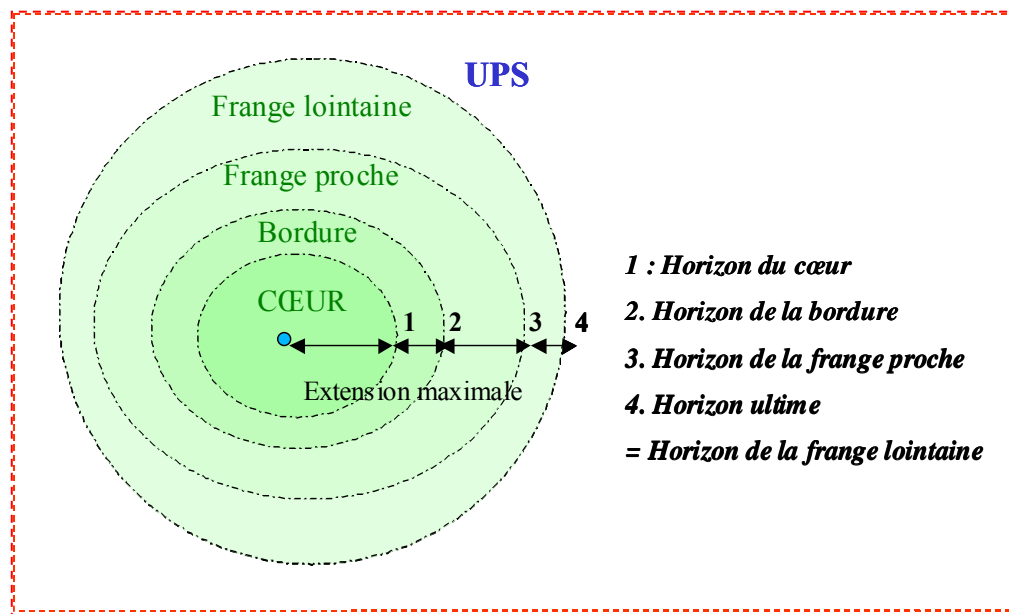 UPS
Frange lointaine
Frange proche
Bordure
CŒUR
1 2 3 4
Extension maximale
1 : Horizon du cœur
2. Horizon de la bordure
3. Horizon de la frange proche
4. Horizon ultime
= Horizon de la frange lointaine